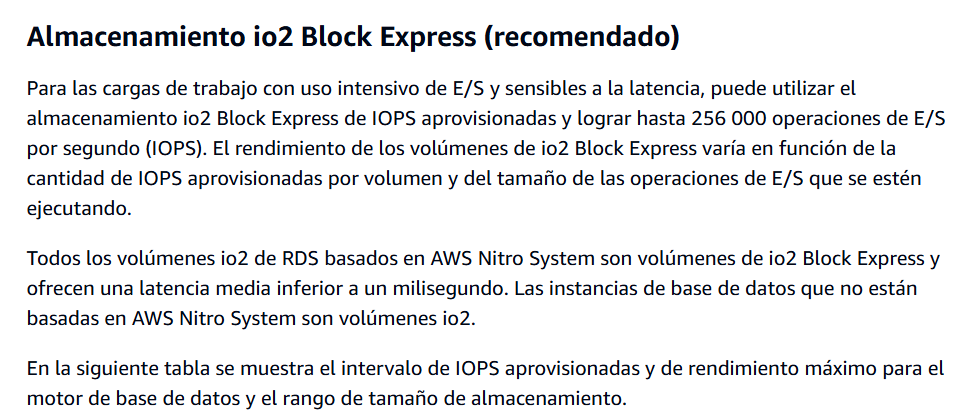 Almacenamiento io2 Block Express (recomendado)
Para las cargas de trabajo con uso intensivo de E/S y sensibles a la latencia, puede utilizar el
almacenamiento io2 Block Express de IOPS aprovisionadas y lograr hasta 256 000 operaciones de E/S
por segundo (IOPS). El rendimiento de los volúmenes de io2 Block Express varía en función de la
cantidad de IOPS aprovisionadas por volumen y del tamaño de las operaciones de E/S que se estén
ejecutando.
Todos los volúmenes io2 de RDS basados en AWS Nitro System son volúmenes de io2 Block Express y
ofrecen una latencia media inferior a un milisegundo. Las instancias de base de datos que no están
basadas en AWS Nitro System son volúmenes io2.
En la siguiente tabla se muestra el intervalo de IOPS aprovisionadas y de rendimiento máximo para el
motor de base de datos y el rango de tamaño de almacenamiento.